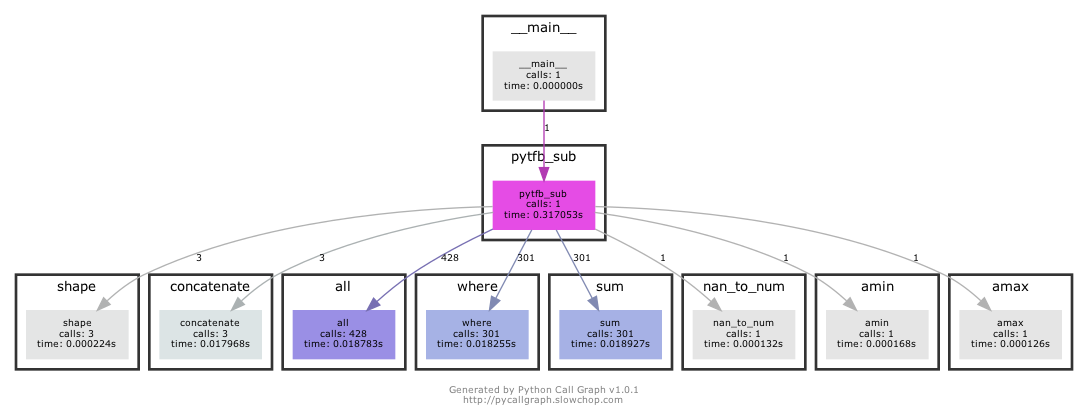 __main__
__main__
calls: 1
time: 0.000000s
1
pytfb_sub
pytfb_sub
calls: 1
time: 0.317053s
3
3
428
301
301
1
1
1
shape
concatenate
all
where
sum
nan_to_num
amin
amax
shape
calls: 3
time: 0.000224s
concatenate
calls: 3
time: 0.017968s
all
calls: 428
time: 0.018783s
where
calls: 301
time: 0.018255s
sum
calls: 301
time: 0.018927s
nan_to_num
calls: 1
time: 0.000132s
amin
calls: 1
time: 0.000168s
amax
calls: 1
time: 0.000126s
Generated by Python Call Graph v1.0.1
http://pycallgraph.slowchop.com